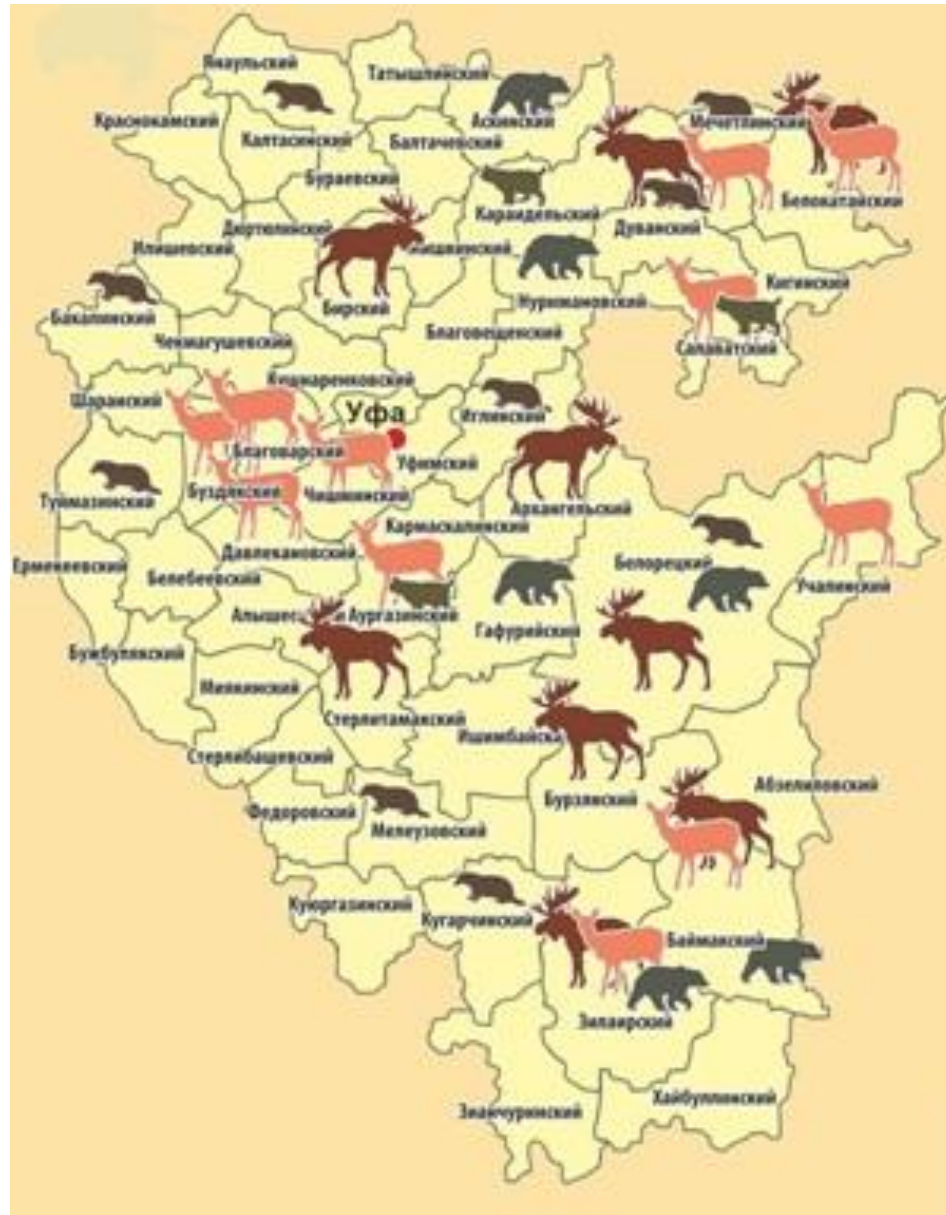 Янаульский
Татышлинский
Краснокамский
Аскинский
Мечетлинский
Калтасинский
Балтачевский
Бураевский
Белокатайский
Караидельский
Дуванский
Дюртюлинский
Илишевский
Кигинский
Нуримановский
Бирский
Бакалинский
Благовещенский
Чекмагушевский
Салаватский
Кушнаренковский
Шаранский
Уфа
Иглинский
Благоварский
Уфимский
Буздякский
Чишминский
Туймазинский
Архангельский
Кармаскалинский
Давлекановский
Белорецкий
Ермекеевский
Белебеевский
Учалинский
Аургазинский
Гафурийский
Бижбулякский
Миякинский
Стерлитамакский
Ишимбайска
Стерлибашевский
Абзелиловский
Бурзянский
Федоровский
Мелеузовский
Куюргазинский
Кугарчинский
Баймакский
Зилаирский
Хайбуллинский
Зианчуринский